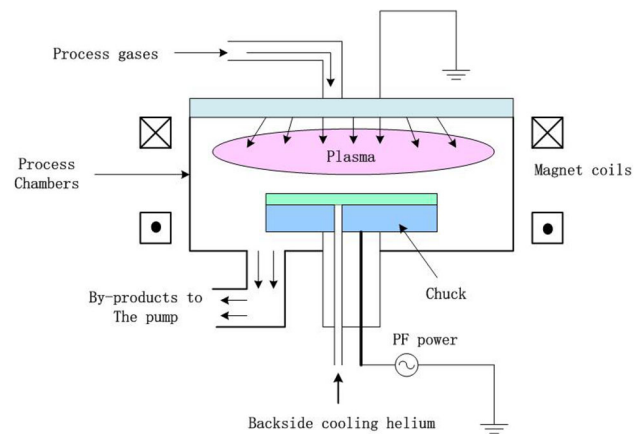 Process gases
Plasma
Process
Chambers
Magnet coils
Chuck
By-products to
The pump
PF power
Backside cooling helium